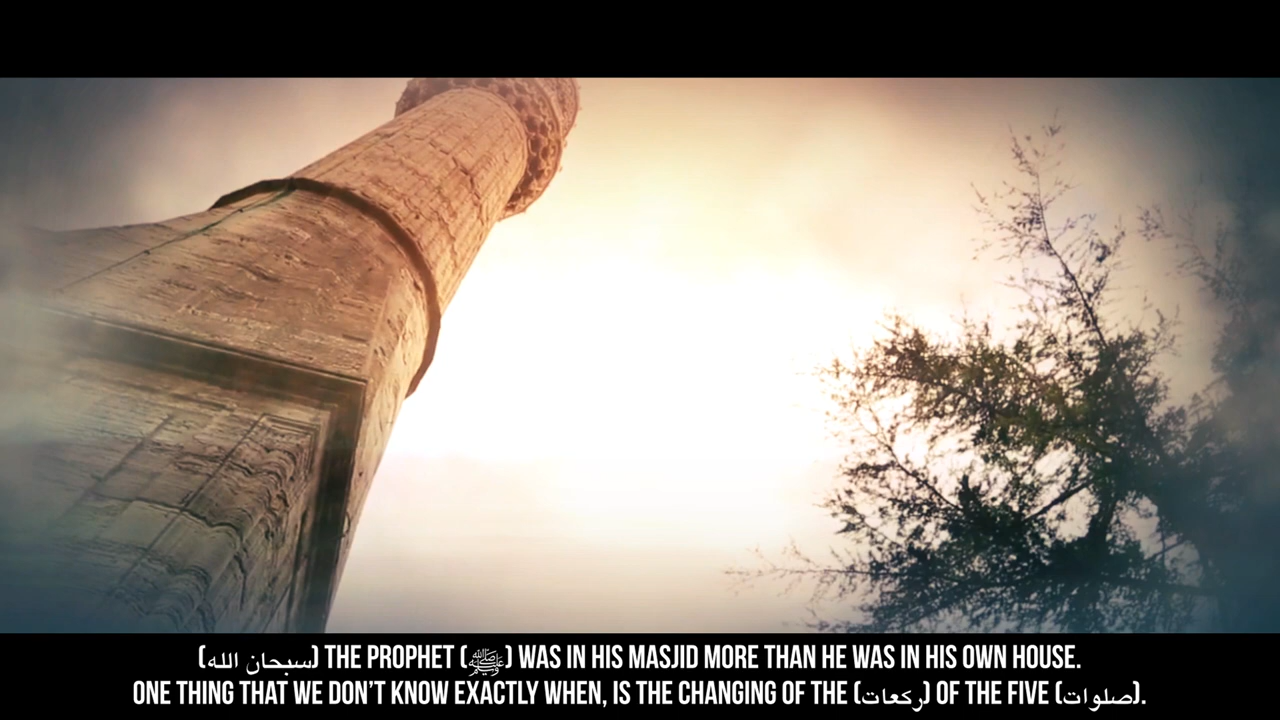 (سبحان الله) THE PROPHET (ﷺ) WAS IN HIS MASJID MORE THAN HE WAS IN HIS OWN HOUSE.
ONE THING THAT WE DON'T KNOW EXACTLY WHEN, IS THE CHANGING OF THE (ركعات) OF THE FIVE (صلوات).